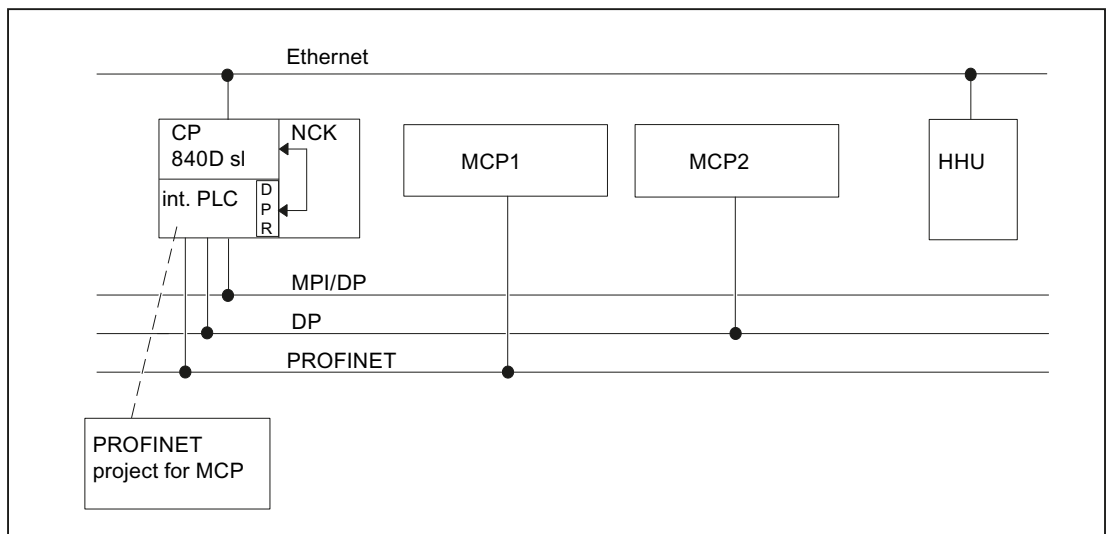 Ethernet
CP
840D sl
NCK
int. PLC
D
P
R
MCP1
MCP2
HHU
MPI/DP
DP
PROFINET
PROFINET
project for MCP